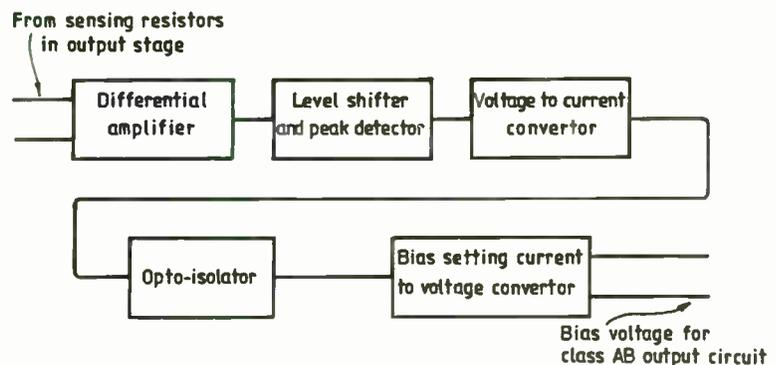 From sensing resistors
in output stage
Differential
amplifier
Level shifter
and peak detector
Voltage to current
convertor
Opto-isolator
Bias setting current
to voltage convertor
Bias voltage for
class AB output circuit